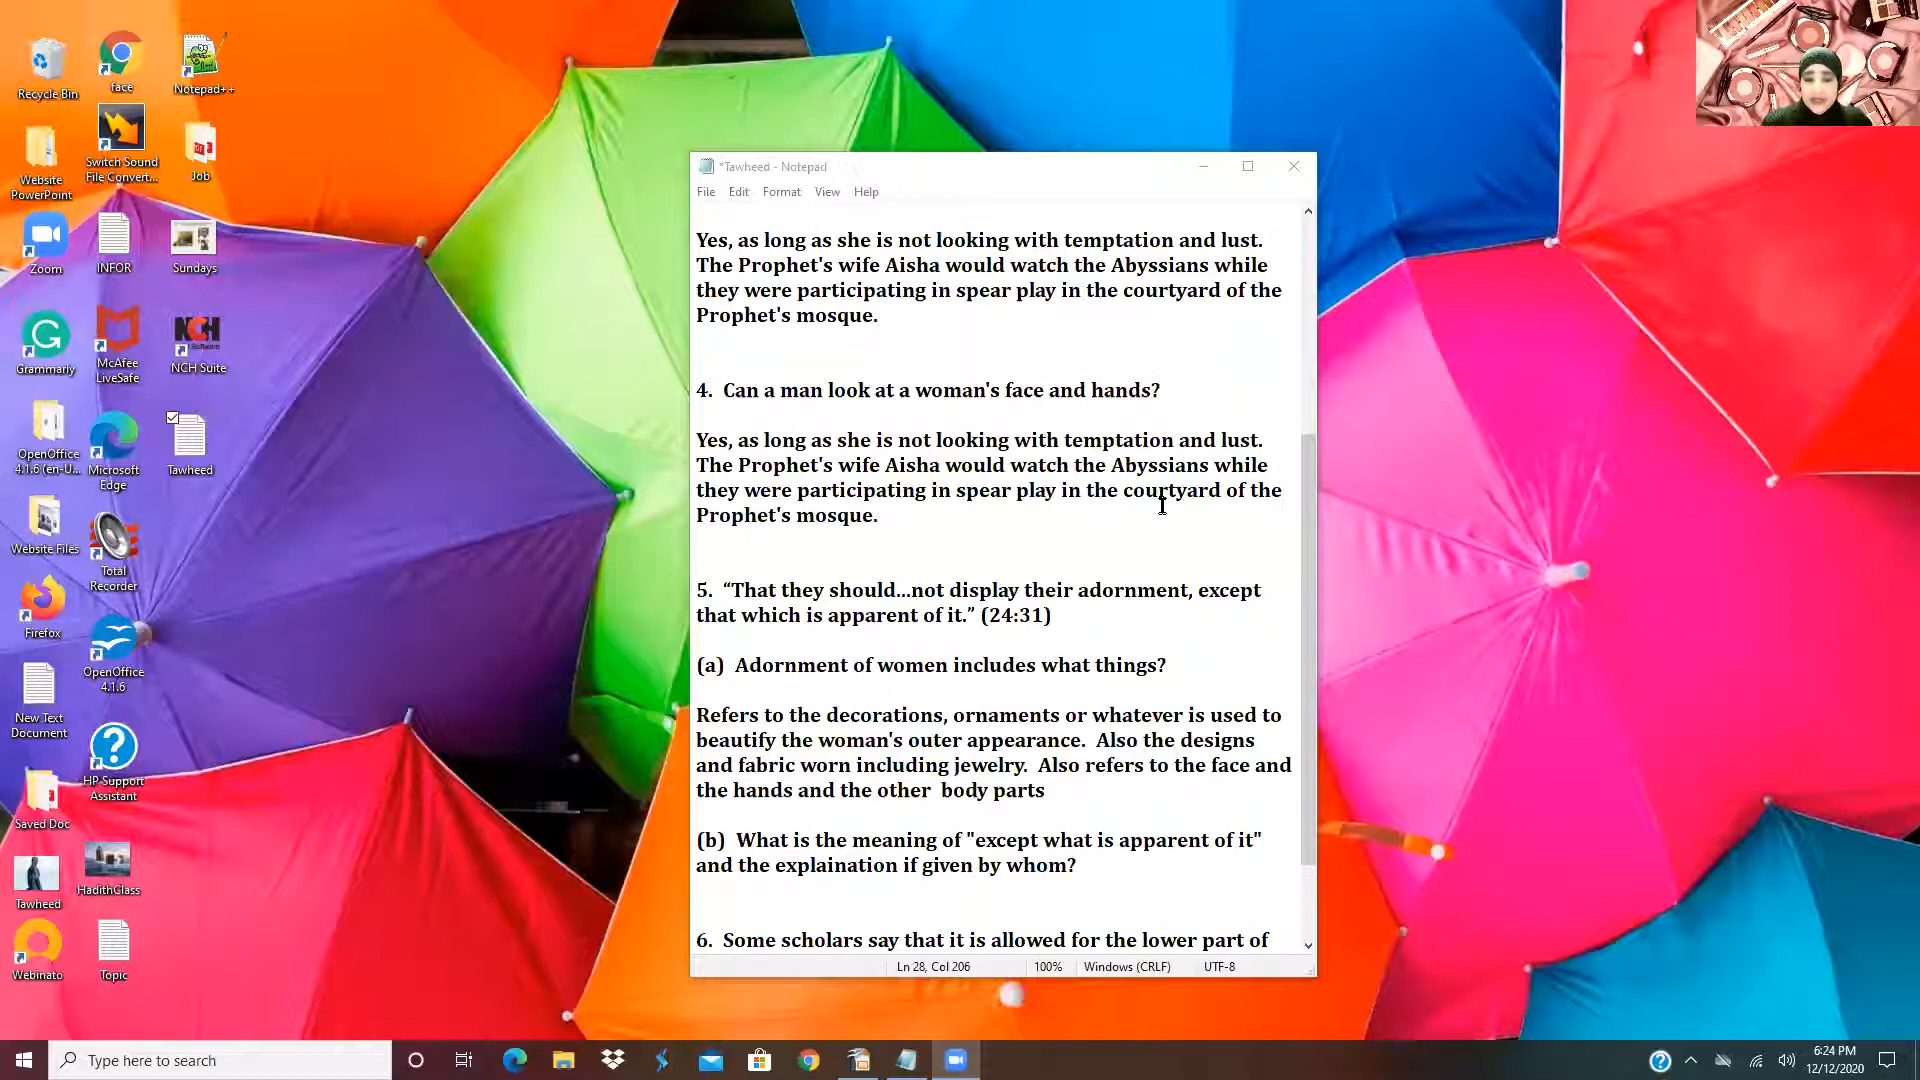 Recycle Bin
face
Notepad++
Website
PowerPoint
Switch Sound
File Convert...
Job
Zoom
INFOR
Sundays
Grammarly
McAfee
LiveSafe
NCH
Software
NCH Suite
OpenOffice
4.1.6 (en-U...
Microsoft
Edge
Tawheed
Website Files
Total
Recorder
Firefox
OpenOffice
4.1.6
New Text
Document
HP Support
Assistant
Saved Doc
HadithClass
Tawheed
Webinato
Topic
*Tawheed - Notepad
File Edit Format View Help
Yes, as long as she is not looking with temptation and lust.
The Prophet's wife Aisha would watch the Abyssians while
they were participating in spear play in the courtyard of the
Prophet's mosque.
4. Can a man look at a woman's face and hands?
Yes, as long as she is not looking with temptation and lust.
The Prophet's wife Aisha would watch the Abyssians while
they were participating in spear play in the courtyard of the
Prophet's mosque.
5. “That they should...not display their adornment, except
that which is apparent of it.” (24:31)
(a) Adornment of women includes what things?
Refers to the decorations, ornaments or whatever is used to
beautify the woman's outer appearance. Also the designs
and fabric worn including jewelry. Also refers to the face and
the hands and the other body parts
(b) What is the meaning of "except what is apparent of it"
and the explaination if given by whom?
6. Some scholars say that it is allowed for the lower part of
Ln 28, Col 206 100% Windows (CRLF) UTF-8
Type here to search
6:24 PM
12/12/2020